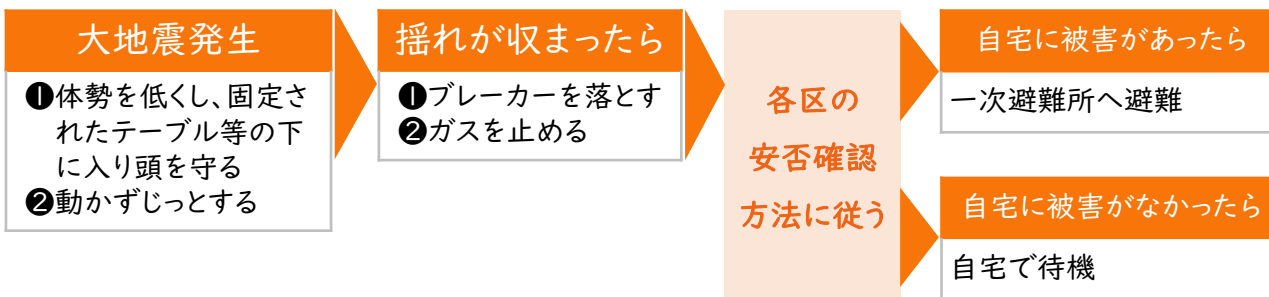 大地震発生
❶体勢を低くし、固定さ
れたテーブル等の下
に入り頭を守る
❷動かずじっとする
揺れが収まったら
❶ブレーカーを落とす
❷ガスを止める
各区の
安否確認
方法に従う
自宅に被害があったら
一次避難所へ避難
自宅に被害がなかったら
自宅で待機